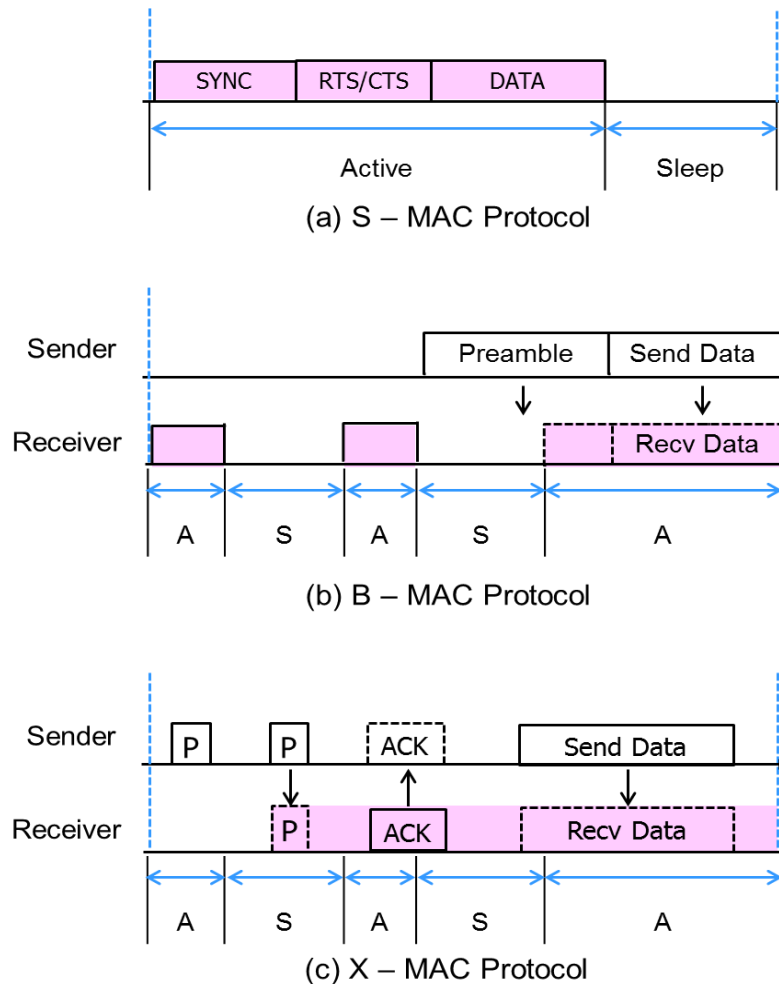 SYNC RTS/CTS DATA
Active Sleep
(a) S – MAC Protocol
Sender Preamble Send Data
Receiver Recv Data
A S A S A
(b) B – MAC Protocol
Sender P P ACK Send Data
Receiver P ACK Recv Data
A S A S A
(c) X – MAC Protocol